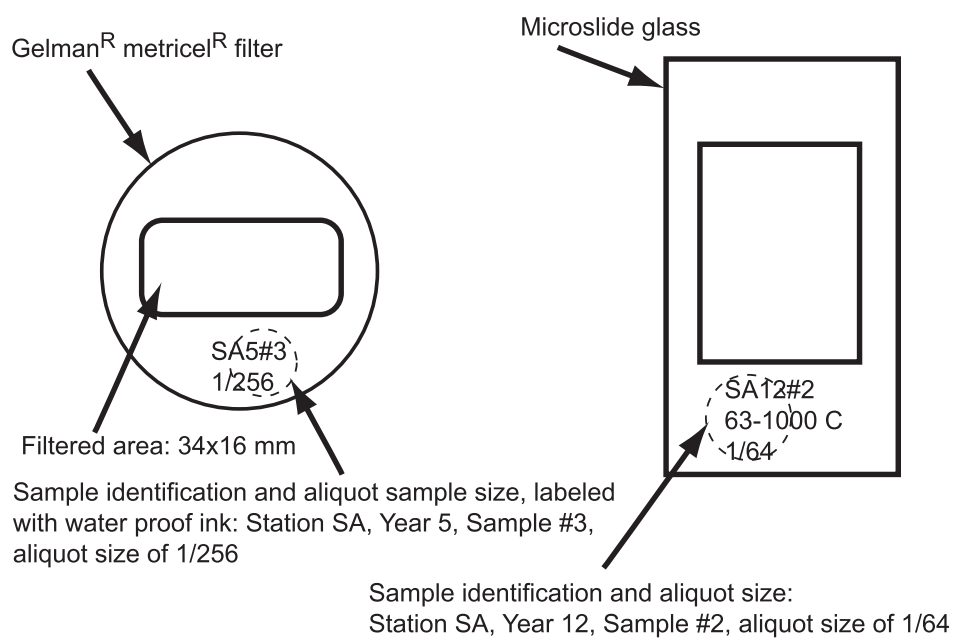 Gelmanᴿ metricelᴿ filter
SA5#3
1/256
Filtered area: 34x16 mm
Sample identification and aliquot sample size, labeled
with water proof ink: Station SA, Year 5, Sample #3,
aliquot size of 1/256
Microslide glass
SA12#2
63-1000 C
1/64
Sample identification and aliquot size:
Station SA, Year 12, Sample #2, aliquot size of 1/64